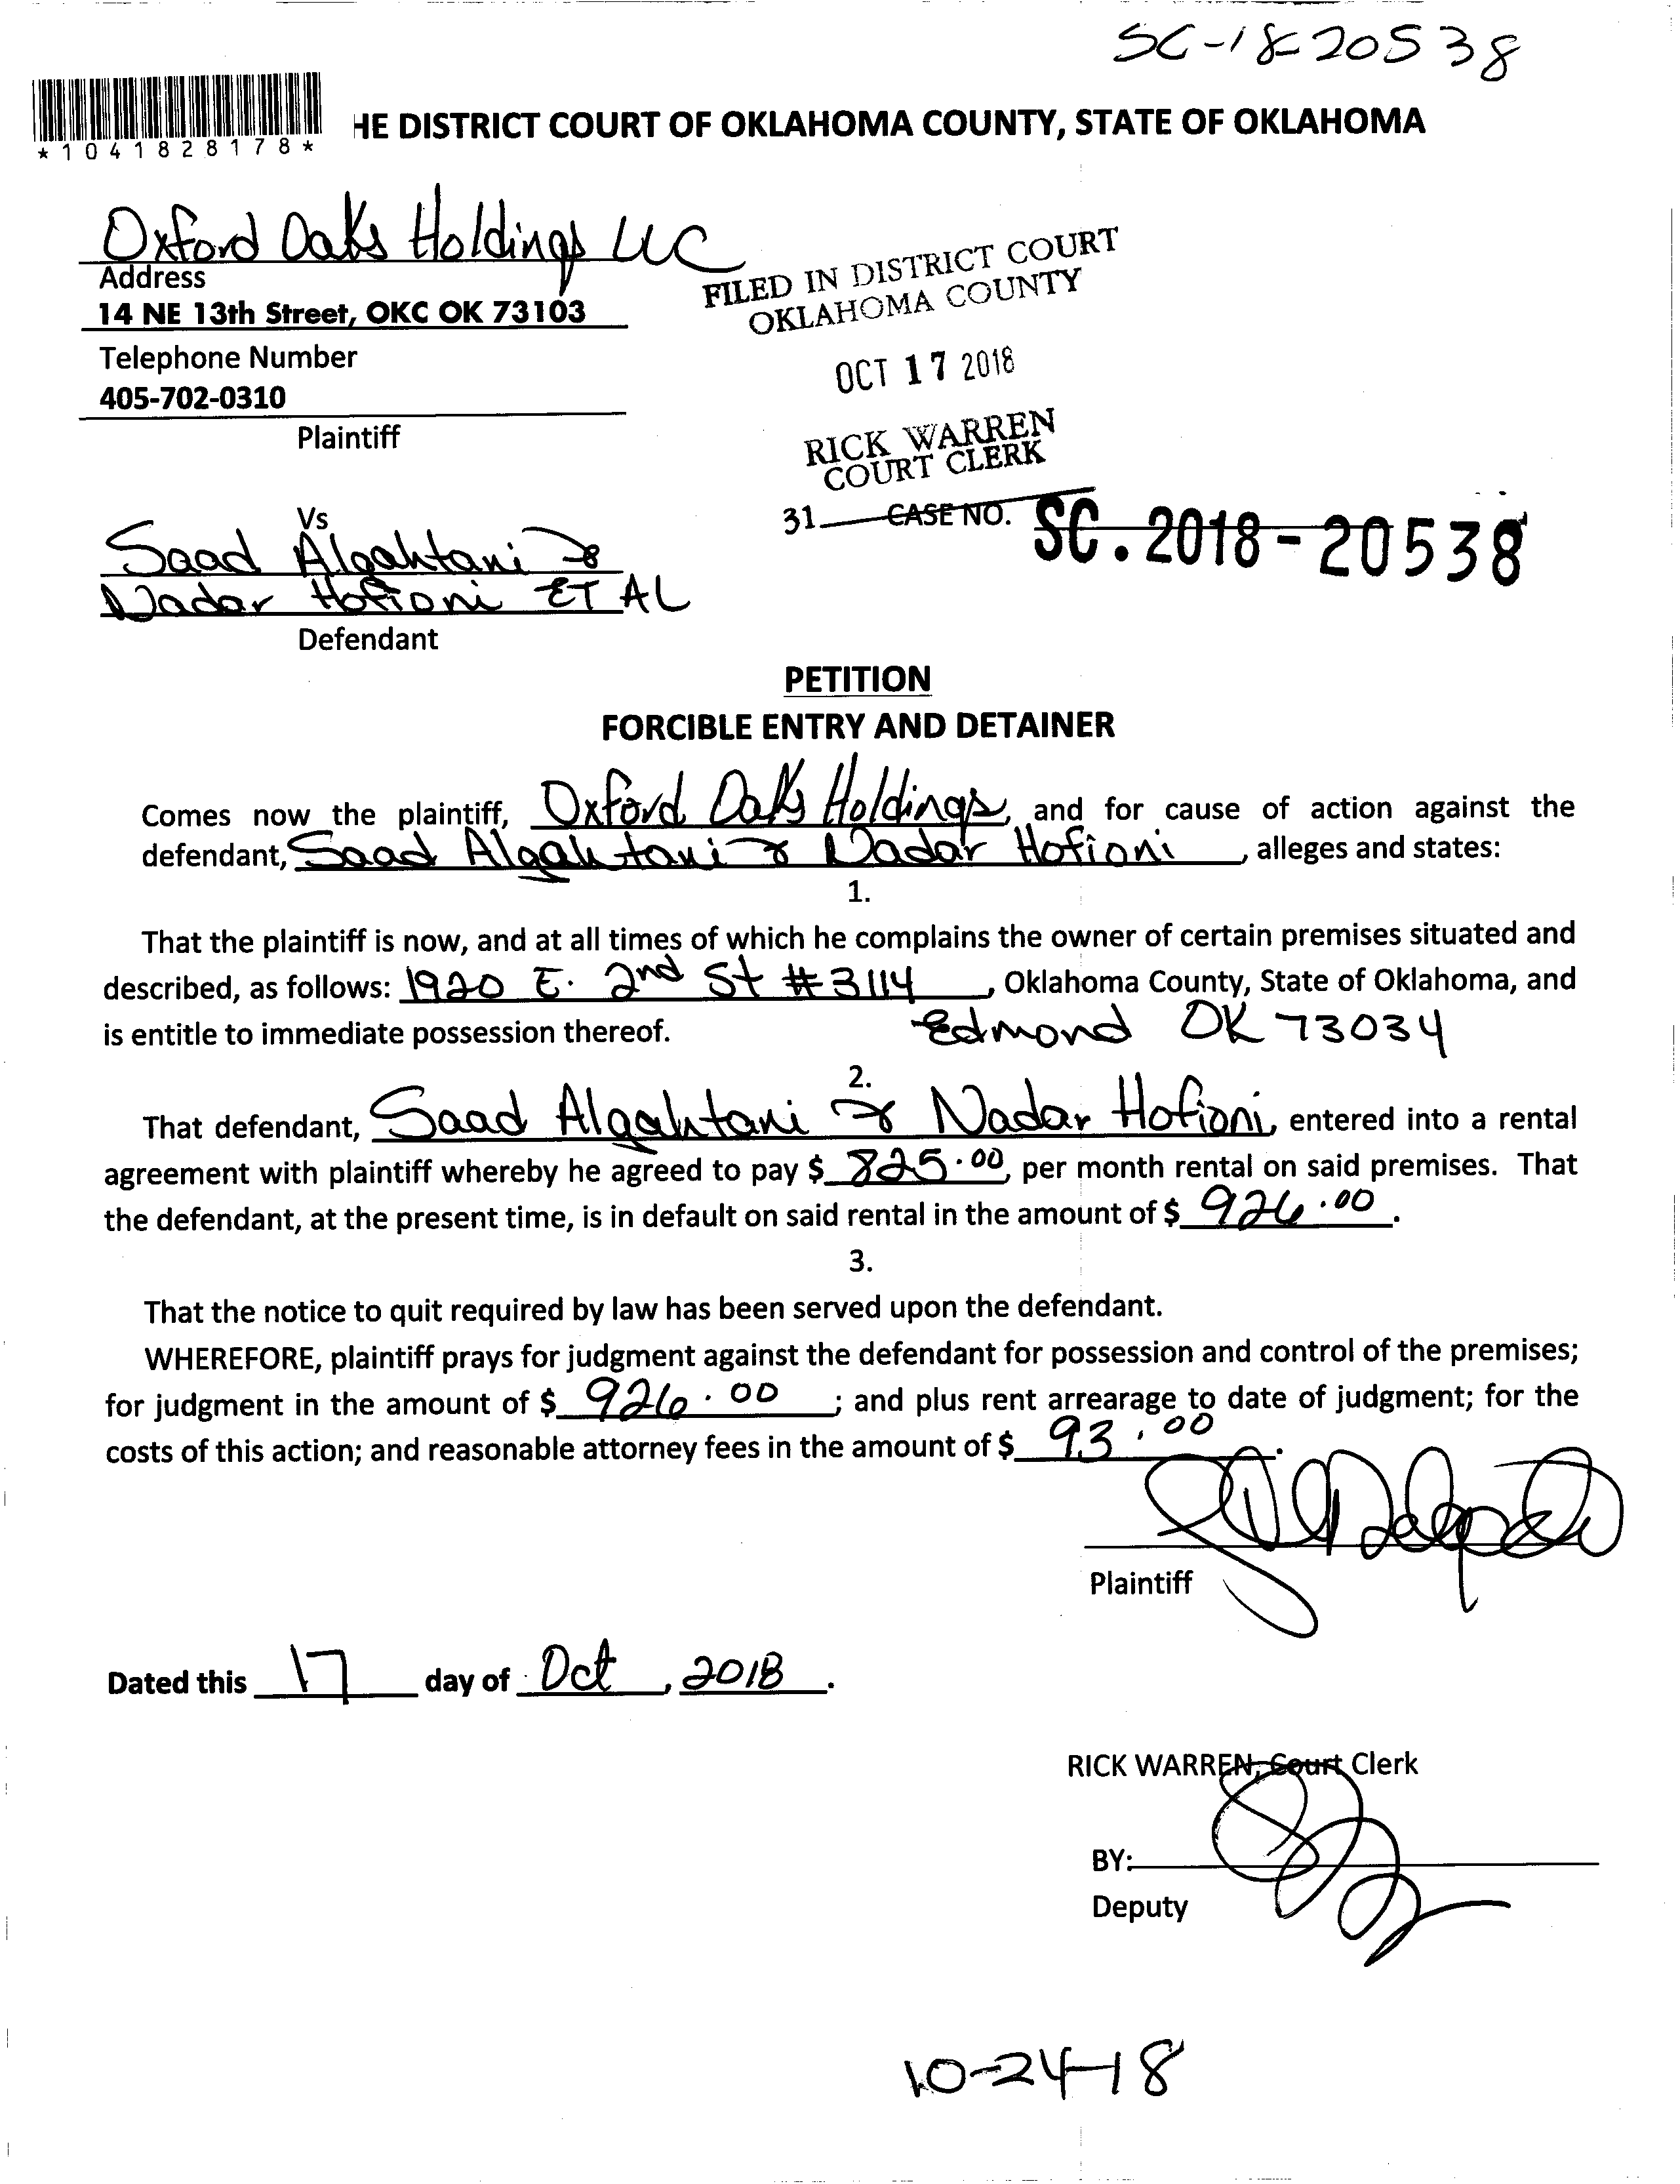 SC-18-20538
*1041828178*
HE DISTRICT COURT OF OKLAHOMA COUNTY, STATE OF OKLAHOMA
Oxford Oaks Holdings LLC
Address
14 NE 13th Street, OKC OK 73103
Telephone Number
405-702-0310
Plaintiff
FILED IN DISTRICT COURT
OKLAHOMA COUNTY
OCT 17 2018
RICK WARREN
COURT CLERK
31 CASE NO. SC. 2018-20538
Vs
Saad Algahtani &
Nadar Hofioni ET AL
Defendant
PETITION
FORCIBLE ENTRY AND DETAINER
Comes now the plaintiff, Oxford Oaks Holdings, and for cause of action against the
defendant, Saad Algahtani & Nadar Hofioni, alleges and states:
1.
That the plaintiff is now, and at all times of which he complains the owner of certain premises situated and
described, as follows: 1920 E. 2nd St #3114, Oklahoma County, State of Oklahoma, and
is entitle to immediate possession thereof. Edmond OK 73034
2.
That defendant, Saad Algahtani & Nadar Hofioni, entered into a rental
agreement with plaintiff whereby he agreed to pay $ 825.00, per month rental on said premises. That
the defendant, at the present time, is in default on said rental in the amount of $ 926.00.
3.
That the notice to quit required by law has been served upon the defendant.
WHEREFORE, plaintiff prays for judgment against the defendant for possession and control of the premises;
for judgment in the amount of $ 926.00; and plus rent arrearage to date of judgment; for the
costs of this action; and reasonable attorney fees in the amount of $ 93.00.
Plaintiff
Dated this 17 day of Oct, 2018.
RICK WARREN, Court Clerk
BY:
Deputy
10-24-18